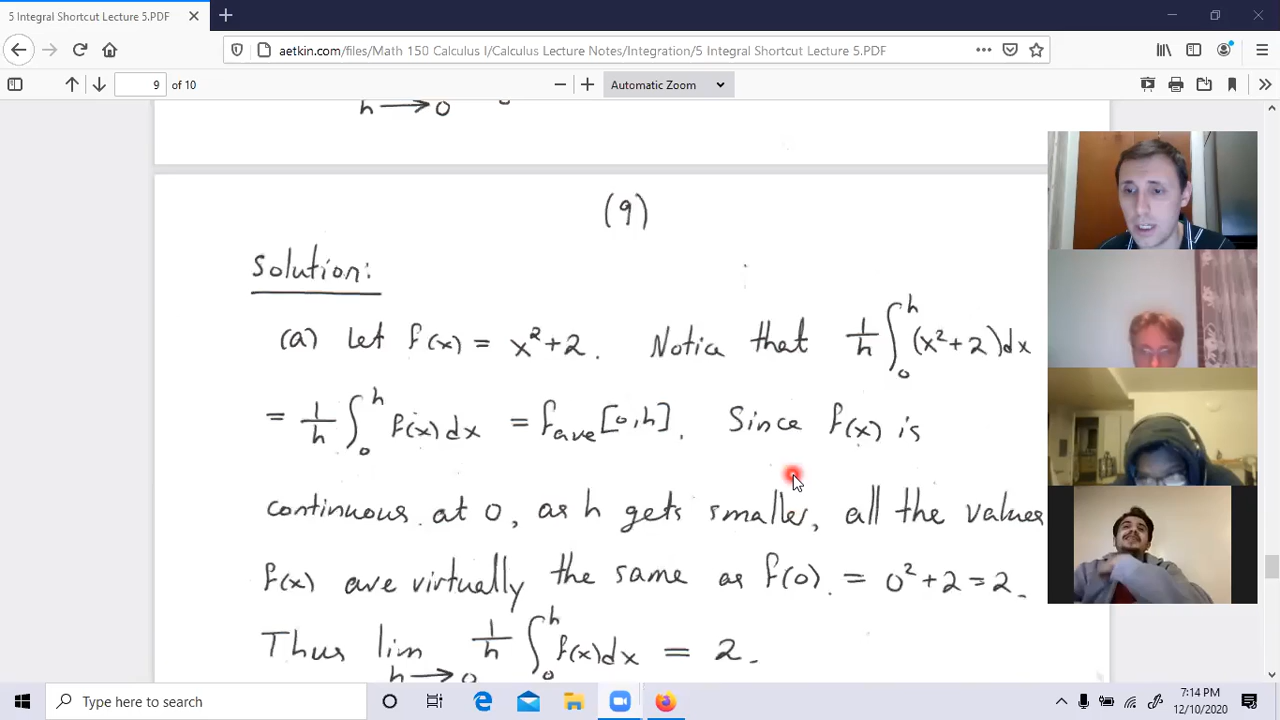 5 Integral Shortcut Lecture 5.PDF
aetkin.com/files/Math 150 Calculus I/Calculus Lecture Notes/Integration/5 Integral Shortcut Lecture 5.PDF
9 of 10 Automatic Zoom
h → 0
(9)
Solution:
(a) Let f(x) = x²+2. Notice that 1/h ∫₀ʰ (x²+2)dx
= 1/h ∫₀ʰ f(x)dx = fave[0,h]. Since f(x) is
continuous at 0, as h gets smaller, all the values
f(x) are virtually the same as f(0) = 0²+2=2.
Thus lim h→0 1/h ∫₀ʰ f(x)dx = 2.
Type here to search
7:14 PM
12/10/2020